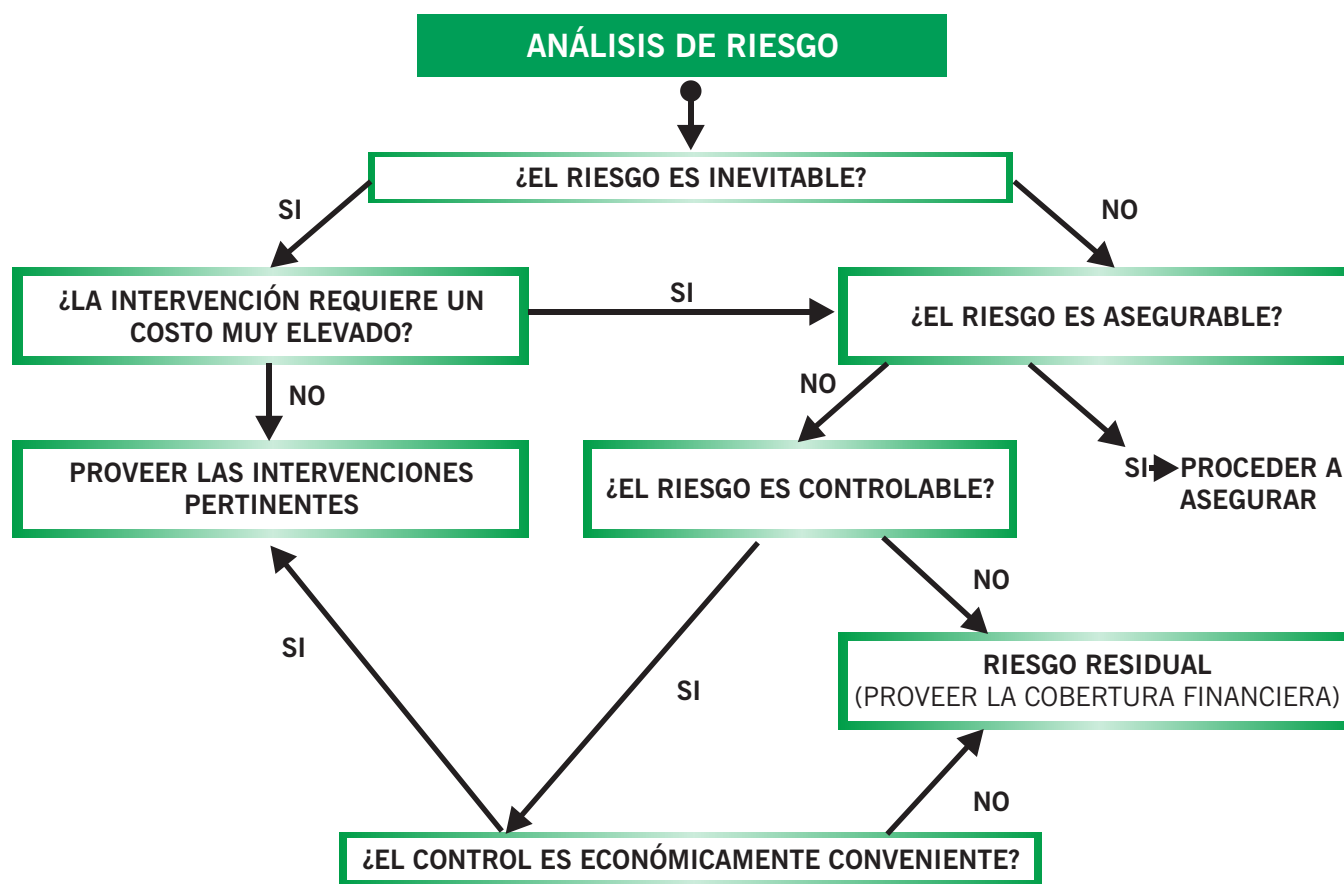 ANÁLISIS DE RIESGO
¿EL RIESGO ES INEVITABLE?
SI
NO
¿LA INTERVENCIÓN REQUIERE UN
COSTO MUY ELEVADO?
SI
¿EL RIESGO ES ASEGURABLE?
NO
NO
PROVEER LAS INTERVENCIONES
PERTINENTES
¿EL RIESGO ES CONTROLABLE?
SI PROCEDER A
ASEGURAR
NO
SI
SI
RIESGO RESIDUAL
(PROVEER LA COBERTURA FINANCIERA)
NO
¿EL CONTROL ES ECONÓMICAMENTE CONVENIENTE?